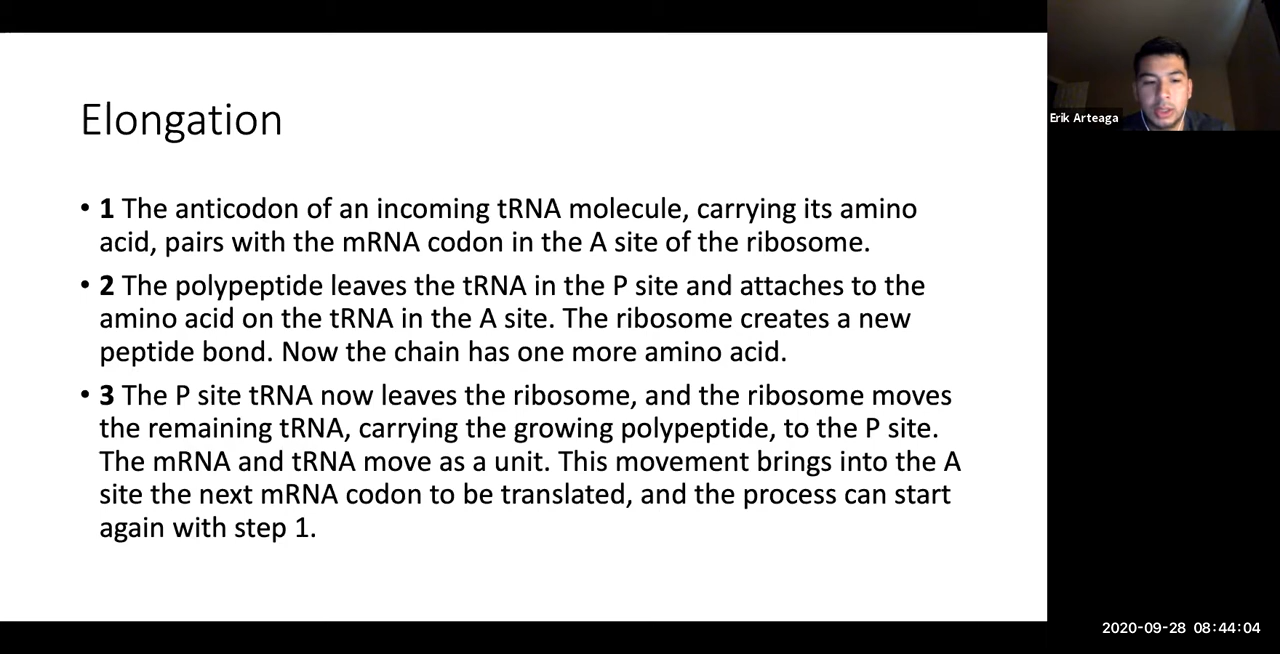 Elongation
• 1 The anticodon of an incoming tRNA molecule, carrying its amino
acid, pairs with the mRNA codon in the A site of the ribosome.
• 2 The polypeptide leaves the tRNA in the P site and attaches to the
amino acid on the tRNA in the A site. The ribosome creates a new
peptide bond. Now the chain has one more amino acid.
• 3 The P site tRNA now leaves the ribosome, and the ribosome moves
the remaining tRNA, carrying the growing polypeptide, to the P site.
The mRNA and tRNA move as a unit. This movement brings into the A
site the next mRNA codon to be translated, and the process can start
again with step 1.
Erik Arteaga
2020-09-28 08:44:04